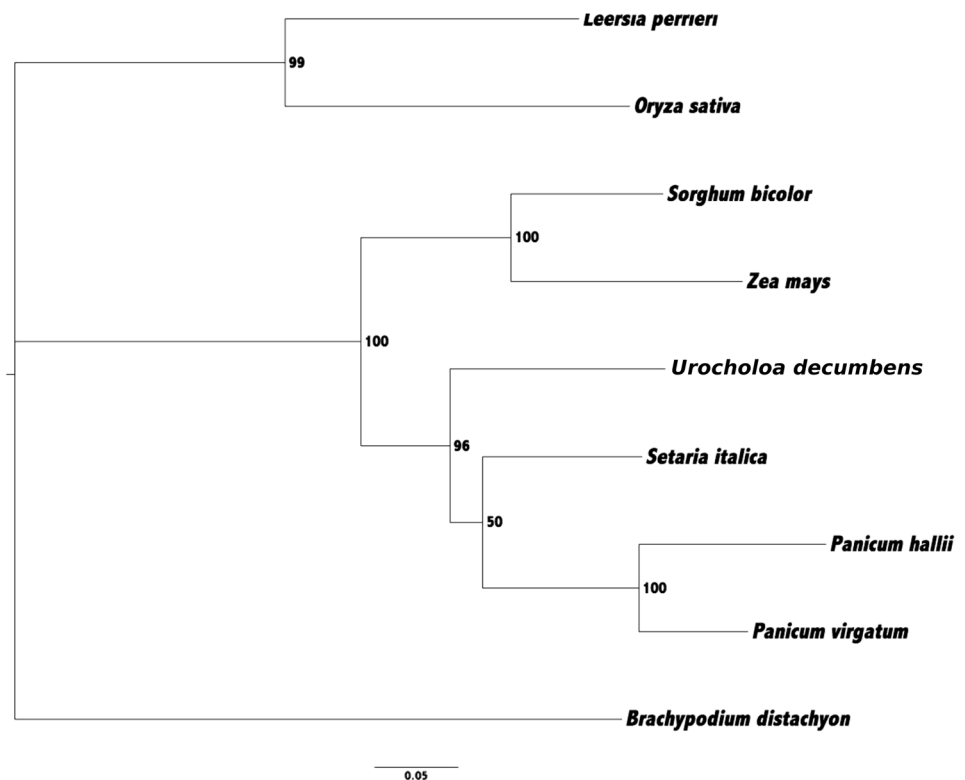 Leersia perrieri
99
Oryza sativa
Sorghum bicolor
100
Zea mays
100
Urocholoa decumbens
96
Setaria italica
50
Panicum hallii
100
Panicum virgatum
Brachypodium distachyon
0.05